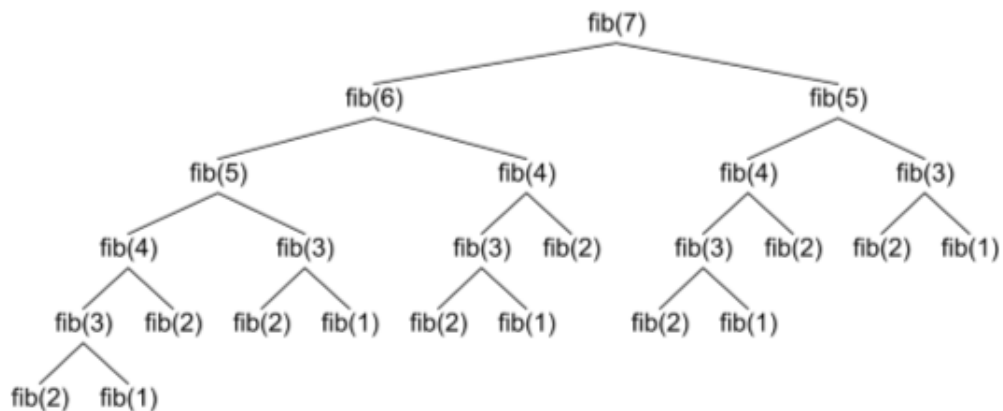 fib(7)
fib(6) fib(5)
fib(5) fib(4) fib(4) fib(3)
fib(4) fib(3) fib(3) fib(2) fib(3) fib(2) fib(2) fib(1)
fib(3) fib(2) fib(2) fib(1) fib(2) fib(1) fib(2) fib(1)
fib(2) fib(1)